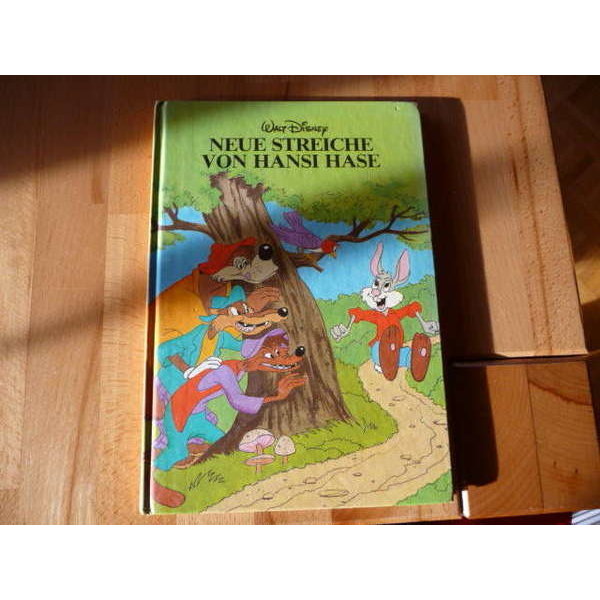 Walt Disney
NEUE STREICHE
VON HANSI HASE